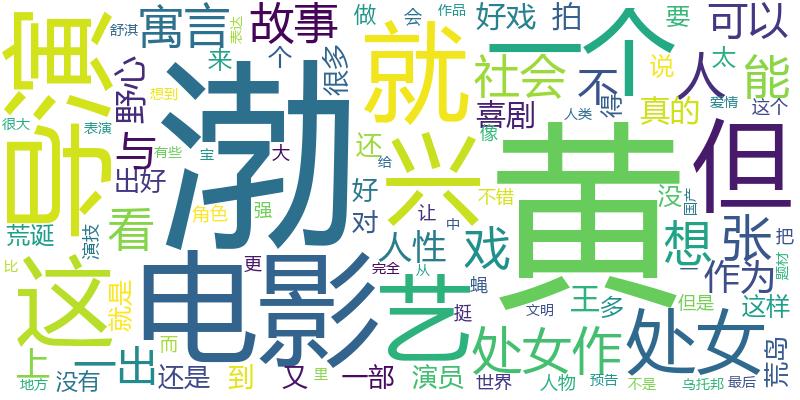 渤
黄
电影
导演
这
就
一个
但
兴
艺
处女
处女作
寓言
故事
野心
与
出好
看
荒诞
演技
上
一出
没有
地方
还是
到
又
一部
演员
世界
人物
预告
不是
乌托邦
最后
荒岛
这样
但是
多
王
作为
想
张
把
题材
国产
没
戏
人性
蝇
挺
文明
社会
喜剧
不
得
人
能
可以
真的
说
太
要
拍
好戏
作品
会
做
很多
个
来
表达
舒淇
很大
表演
想到
有些
宝
大
角色
强
更
而
就是
比
里
完全
从
中
让
给
还
好
对
像
不错
人类
爱情
这个
一